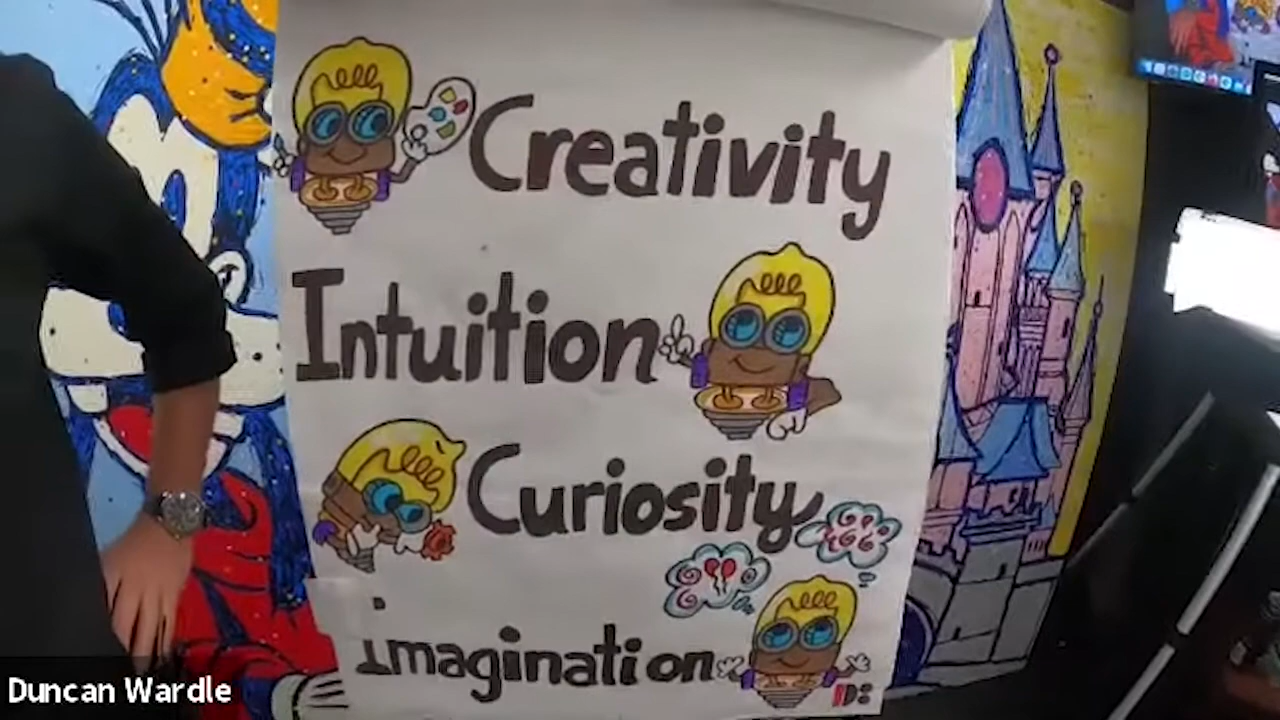 Creativity
Intuition
Curiosity
imagination
Duncan Wardle